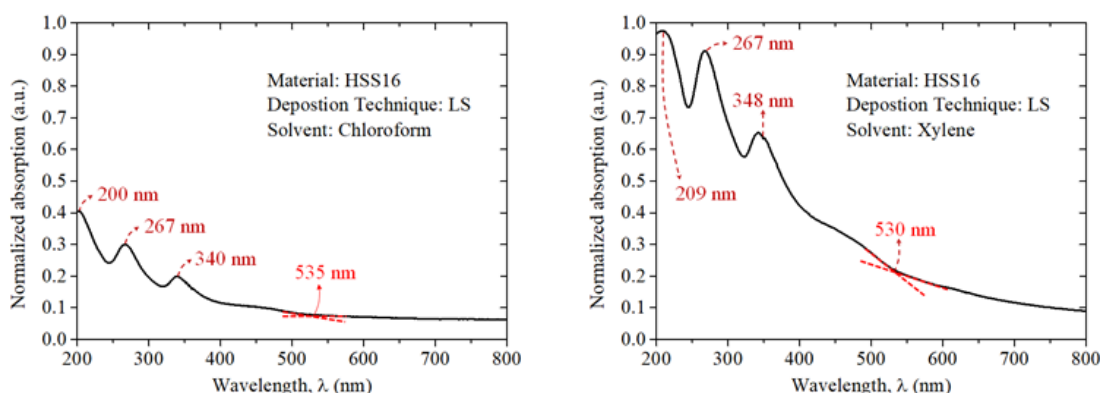 1.0
0.9
0.8
0.7
0.6
0.5
0.4
0.3
0.2
0.1
0.0
Normalized absorption (a.u.)
Material: HSS16
Depostion Technique: LS
Solvent: Chloroform
200 nm
267 nm
340 nm
535 nm
200 300 400 500 600 700 800
Wavelength, λ (nm)
1.0
0.9
0.8
0.7
0.6
0.5
0.4
0.3
0.2
0.1
0.0
Normalized absorption (a.u.)
267 nm
348 nm
Material: HSS16
Depostion Technique: LS
Solvent: Xylene
209 nm
530 nm
200 300 400 500 600 700 800
Wavelength, λ (nm)